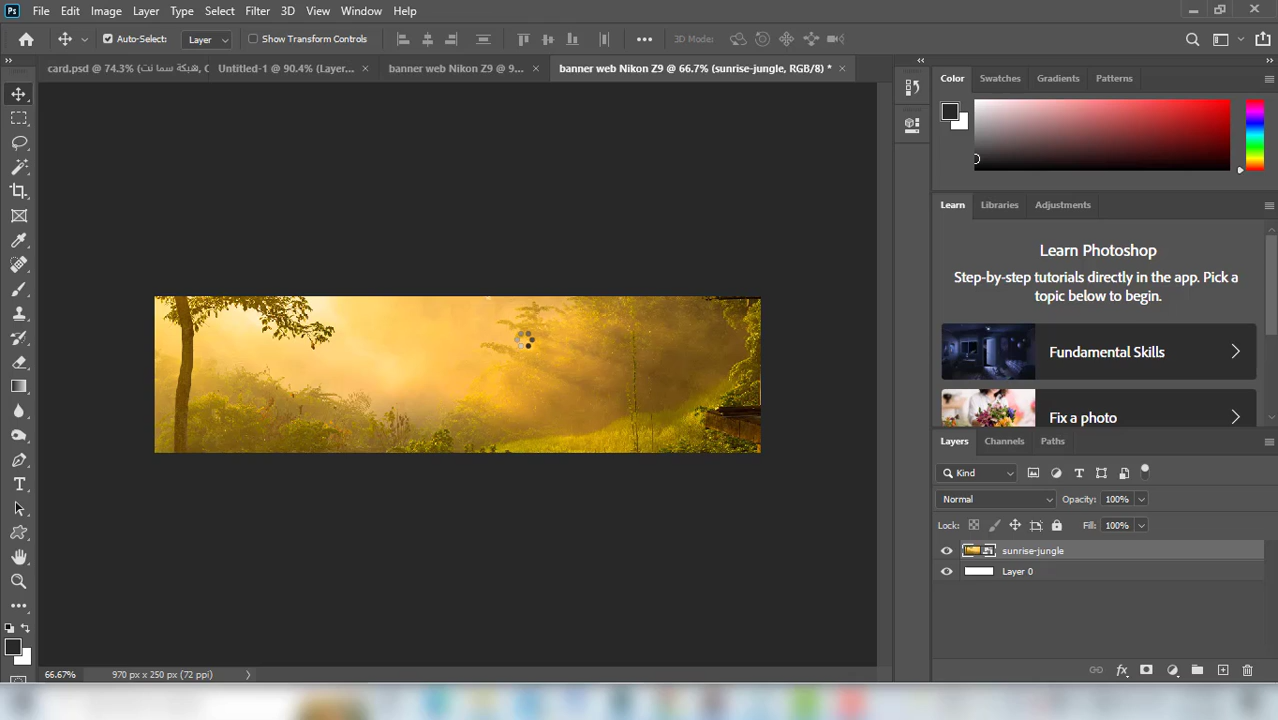 Ps File Edit Image Layer Type Select Filter 3D View Window Help
Auto-Select: Layer Show Transform Controls 3D Mode:
card.psd @ 74.3% (شبكة سما نت, C Untitled-1 @ 90.4% (Layer... banner web Nikon Z9 @ 9... banner web Nikon Z9 @ 66.7% (sunrise-jungle, RGB/8) *
Color Swatches Gradients Patterns
Learn Libraries Adjustments
Learn Photoshop
Step-by-step tutorials directly in the app. Pick a
topic below to begin.
Fundamental Skills
Fix a photo
Layers Channels Paths
Kind
Normal Opacity: 100%
Lock: Fill: 100%
sunrise-jungle
Layer 0
66.67% 970 px x 250 px (72 ppi)